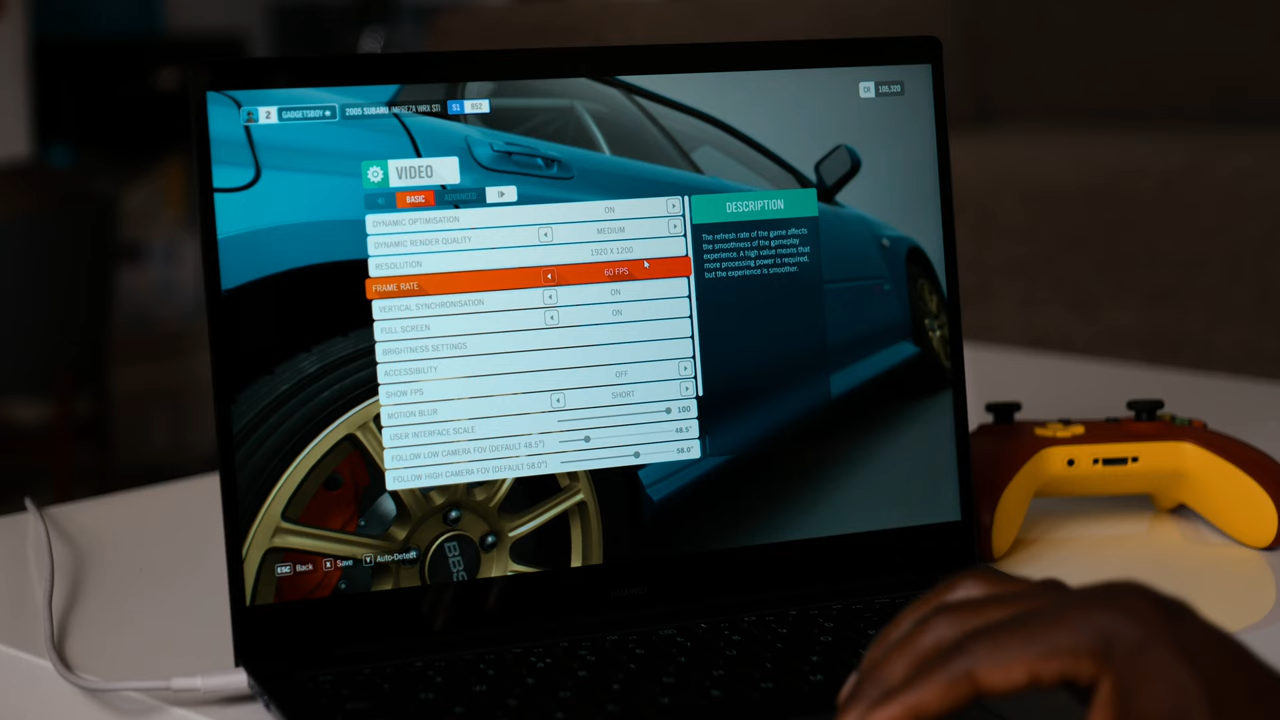 2 GADGETSBOY
2005 SUBARU IMPREZA WRX STI S1 852
CR 105,320
VIDEO
BASIC ADVANCED
DYNAMIC OPTIMISATION ON
DYNAMIC RENDER QUALITY MEDIUM
RESOLUTION 1920 X 1200
FRAME RATE 60 FPS
VERTICAL SYNCHRONISATION ON
FULL SCREEN ON
BRIGHTNESS SETTINGS
ACCESSIBILITY
SHOW FPS OFF
MOTION BLUR SHORT
USER INTERFACE SCALE 100
FOLLOW LOW CAMERA FOV (DEFAULT 48.5°) 48.5°
FOLLOW HIGH CAMERA FOV (DEFAULT 58.0°) 58.0°
DESCRIPTION
The refresh rate of the game affects
the smoothness of the gameplay
experience. A high value means that
more processing power is required,
but the experience is smoother.
BBS
ESC Back X Save Y Auto-Detect
HUAWEI